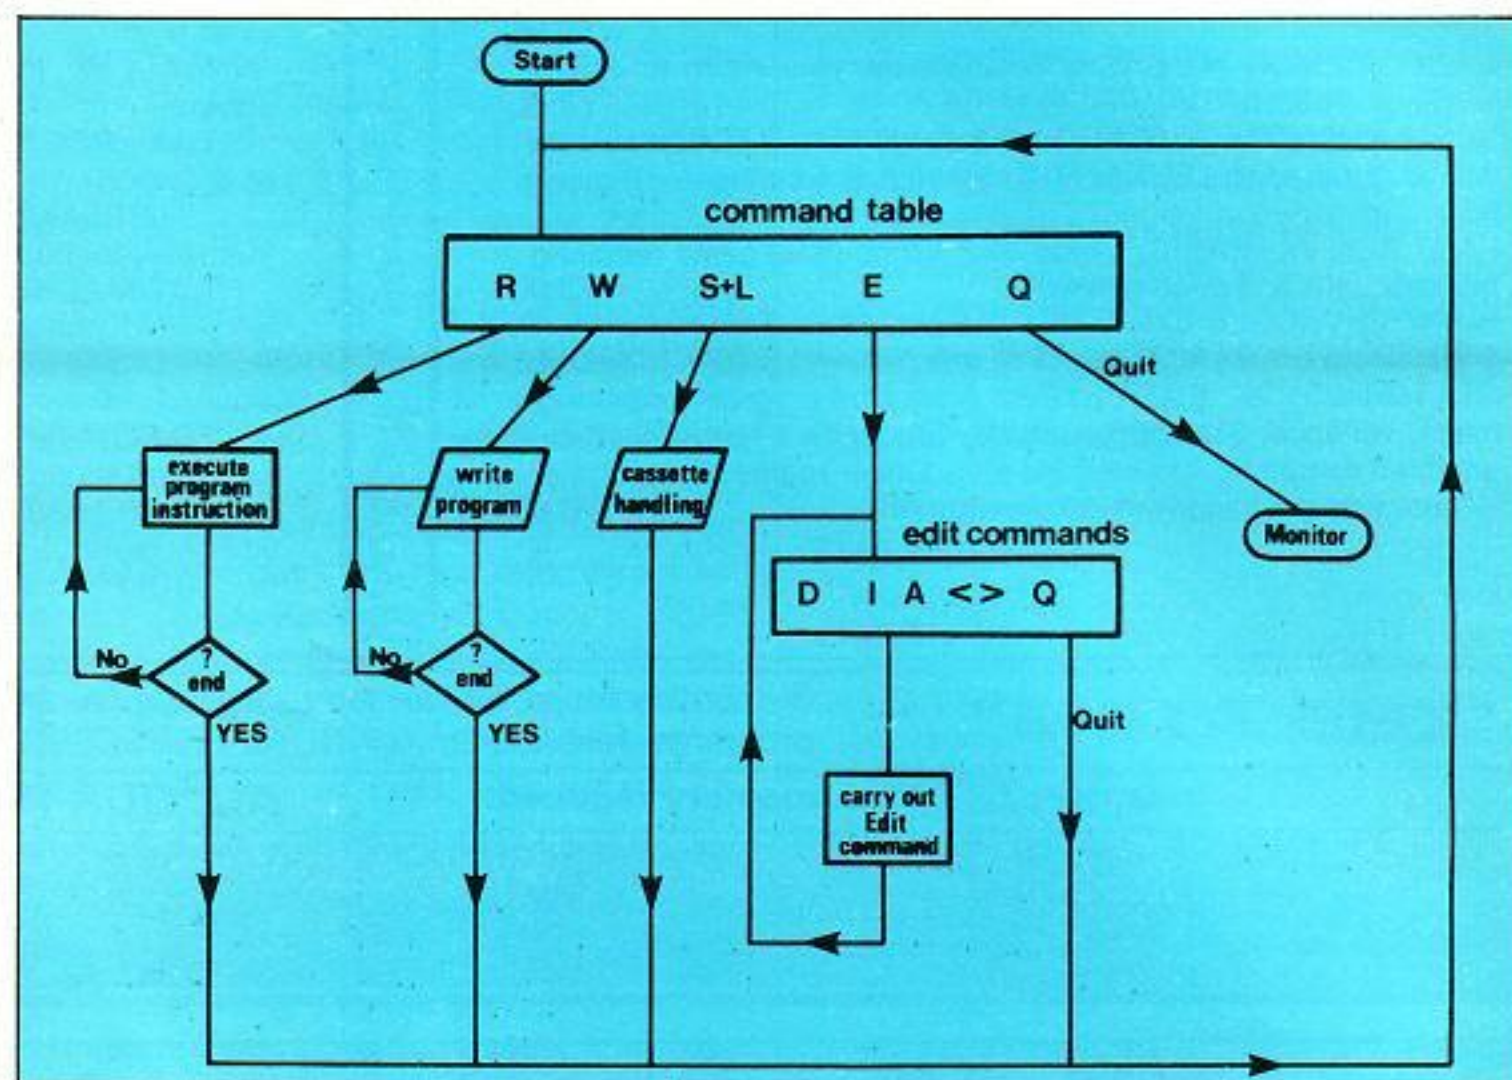 Start
command table
R W S+L E Q
Quit
execute
program
instruction
write
program
cassette
handling
edit commands
Monitor
D I A < > Q
No
?
end
YES
No
?
end
YES
Quit
carry out
Edit
command